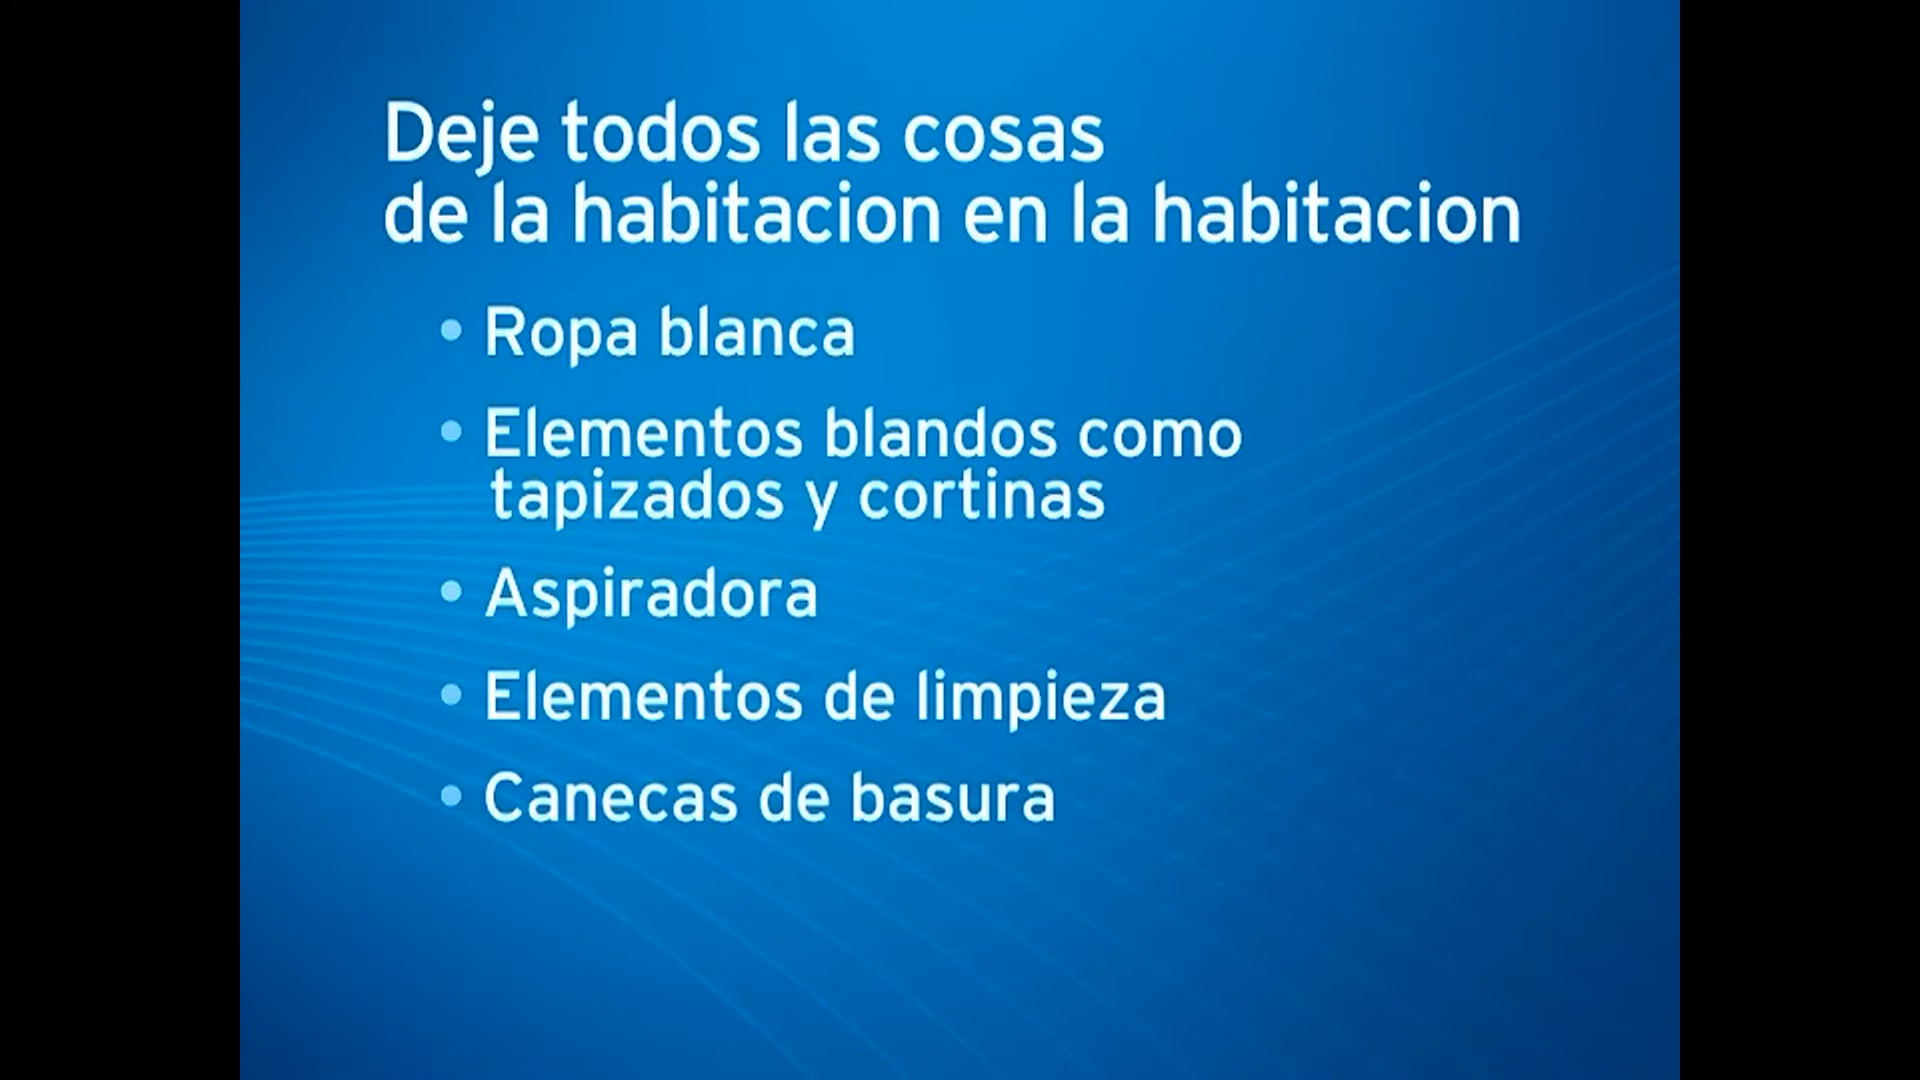 Deje todos las cosas
de la habitacion en la habitacion
• Ropa blanca
• Elementos blandos como
tapizados y cortinas
• Aspiradora
• Elementos de limpieza
• Canecas de basura